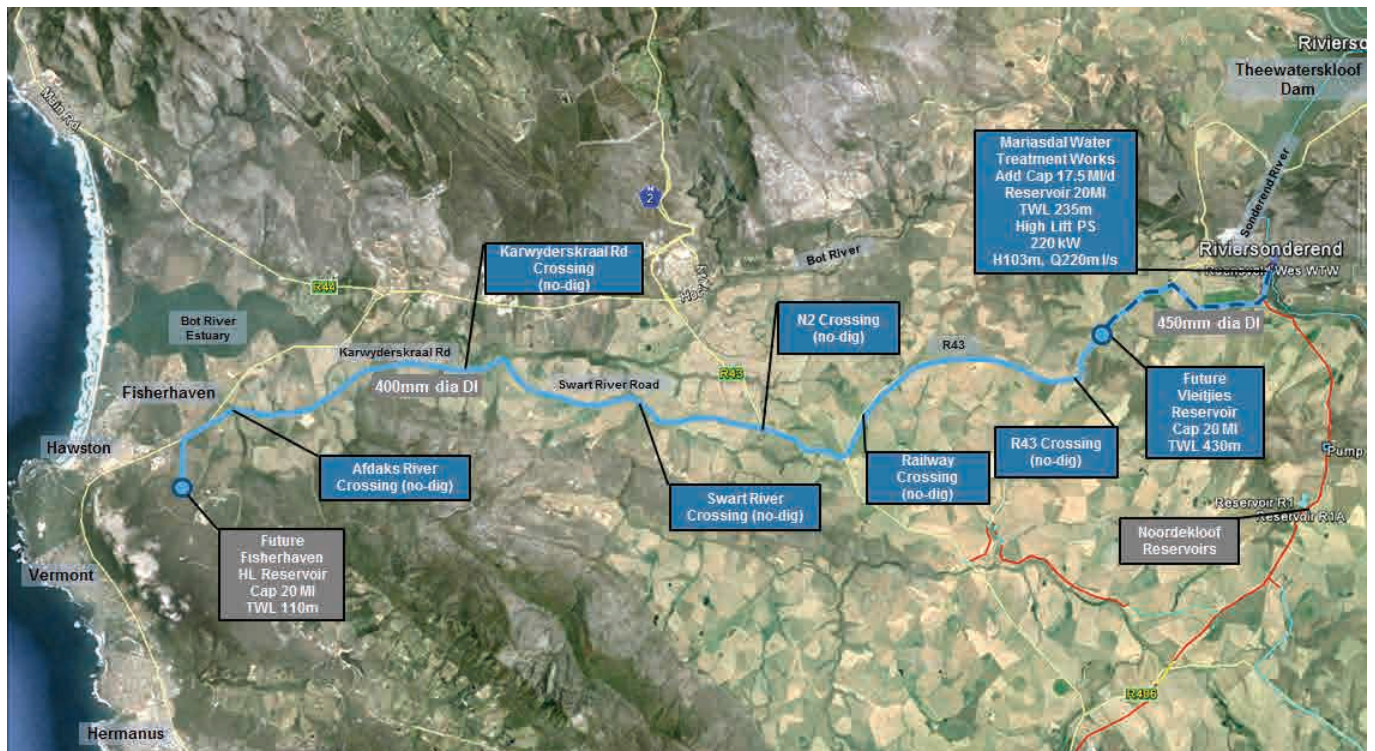 Rivierso
Theewaterskloof
Dam
Main Rd
Sonderend River
N
2
Mariasdal Water
Treatment Works
Add Cap 17.5 Ml/d
Reservoir 20Ml
TWL 235m
High Lift PS
220 kW
H103m, Q220ml/s
Riviersonderend
Wes WTW
Karwyderskraal Rd
Crossing
(no-dig)
Bot River
R44
Bot River
Estuary
N2 Crossing
(no-dig)
450mm dia DI
Karwyderskraal Rd
R43
R43
Fisherhaven
400mm dia DI
Swart River Road
Future
Vleitjies
Reservoir
Cap 20 Ml
TWL 430m
Hawston
Afdaks River
Crossing (no-dig)
Swart River
Crossing (no-dig)
Railway
Crossing
(no-dig)
R43 Crossing
(no-dig)
Pump
Reservoir R1
Reservoir R1A
Noordekloof
Reservoirs
Future
Fisherhaven
HL Reservoir
Cap 20 Ml
TWL 110m
Vermont
R406
Hermanus